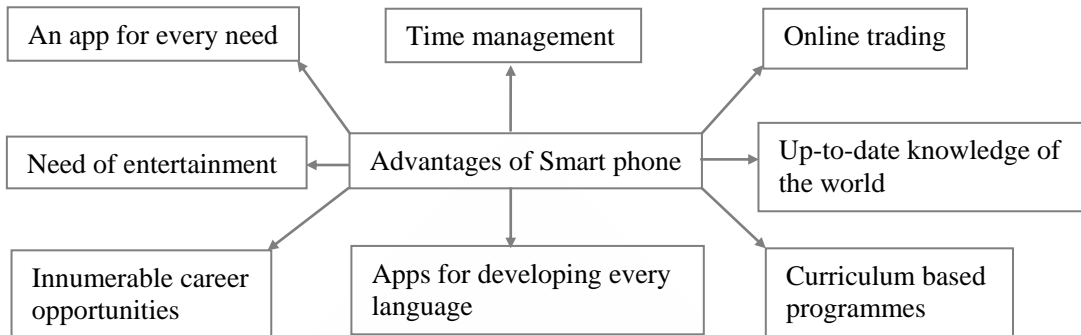 An app for every need
Time management
Online trading
Need of entertainment
Advantages of Smart phone
Up-to-date knowledge of
the world
Innumerable career
opportunities
Apps for developing every
language
Curriculum based
programmes